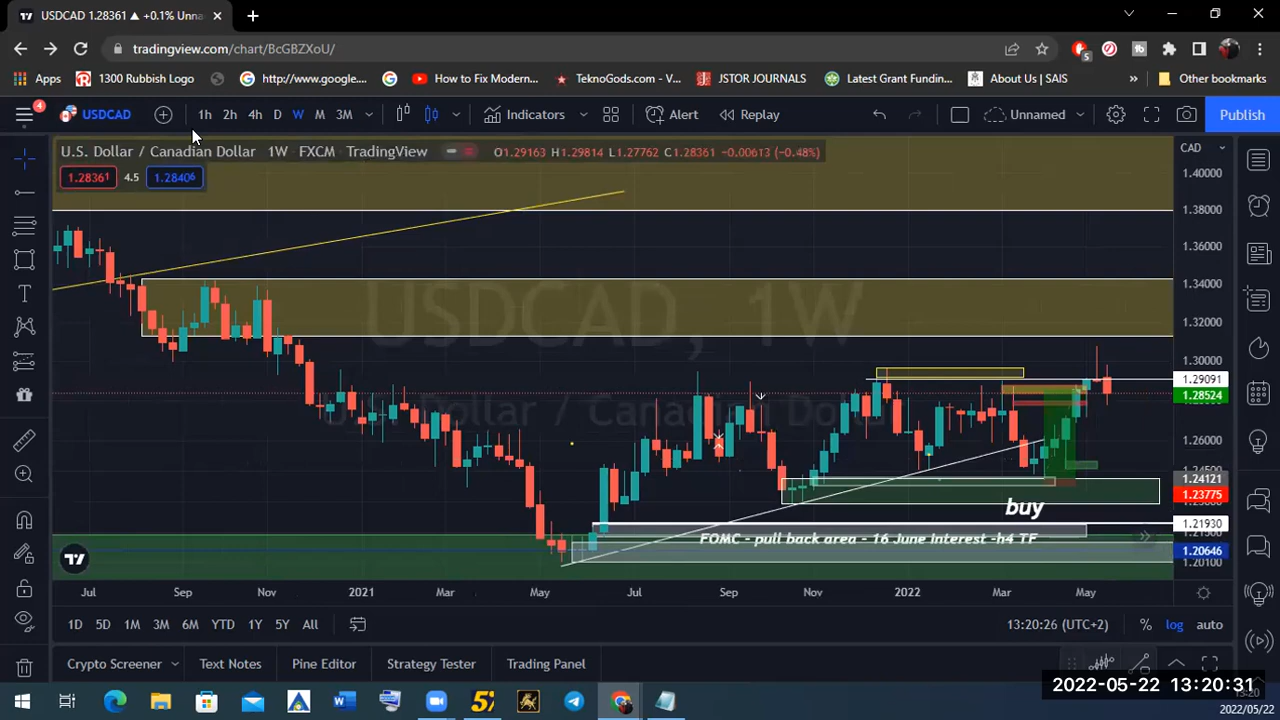 USDCAD 1.28361 ▲ +0.1% Unna
tradingview.com/chart/BcGBZXoU/
5
Apps
1300 Rubbish Logo
http://www.google....
How to Fix Modern...
TeknoGods.com - V...
JSTOR JOURNALS
Latest Grant Fundin...
About Us | SAIS
»
Other bookmarks
4
USDCAD
1h 2h 4h D W M 3M
Indicators
Alert
Replay
Unnamed
Publish
U.S. Dollar / Canadian Dollar 1W FXCM TradingView
O1.29163 H1.29814 L1.27762 C1.28361 −0.00613 (−0.48%)
CAD
1.28361 4.5 1.28406
1.40000
1.38000
1.36000
1.34000
1.32000
1.30000
1.29091
1.28524
1.26000
1.24121
1.23775
1.21930
1.20646
1.20100
USDCAD, 1W
U.S. Dollar / Canadian Dollar
buy
FOMC - pull back area - 16 June interest -h4 TF
Jul Sep Nov 2021 Mar May Jul Sep Nov 2022 Mar May
1D 5D 1M 3M 6M YTD 1Y 5Y All
13:20:26 (UTC+2)
% log auto
Crypto Screener
Text Notes
Pine Editor
Strategy Tester
Trading Panel
2022-05-22 13:20:31
13:20
2022/05/22